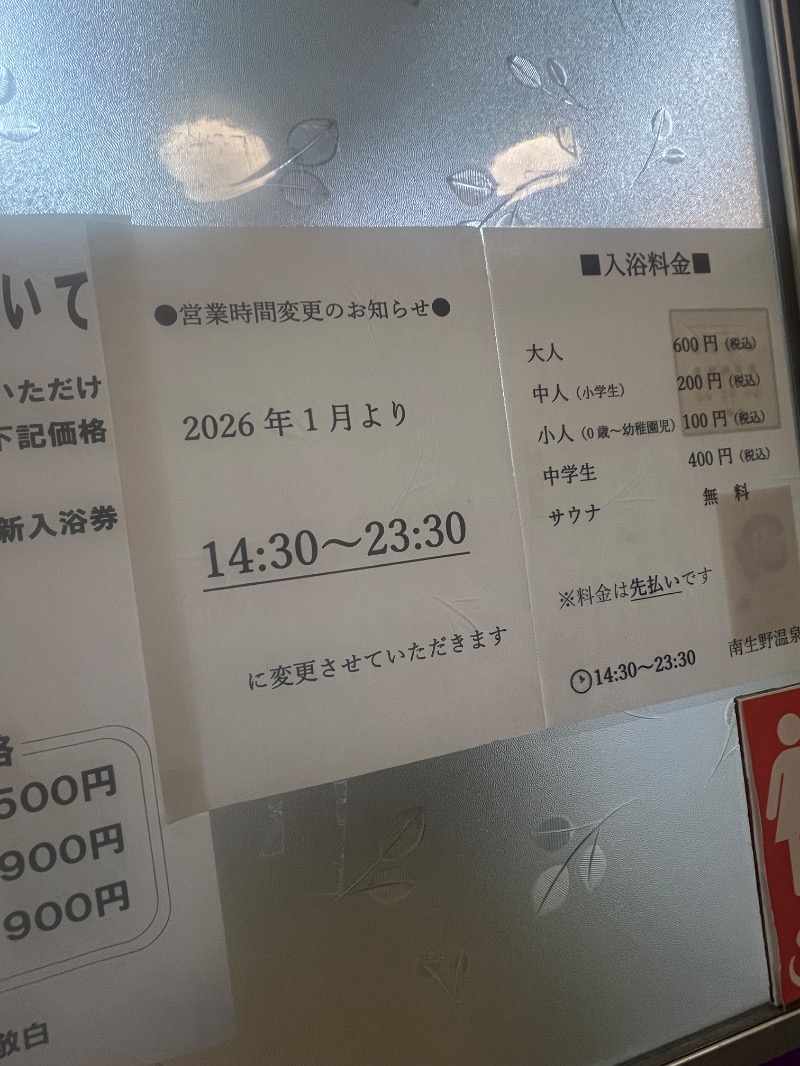 いて
いただけ
下記価格
新入浴券
格
500円
900円
900円
放白
●営業時間変更のお知らせ●
2026年1月より
14:30～23:30
に変更させていただきます
■入浴料金■
大人 600円(税込)
中人(小学生) 200円(税込)
小人(0歳～幼稚園児) 100円(税込)
中学生 400円(税込)
サウナ 無 料
※料金は先払いです
14:30～23:30
南生野温泉